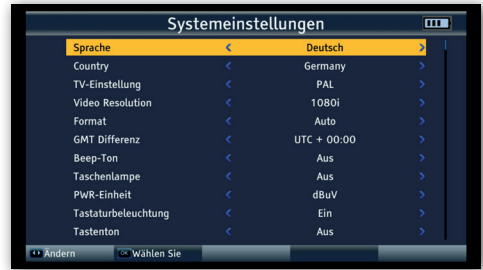 Systemeinstellungen
Sprache Deutsch
Country Germany
TV-Einstellung PAL
Video Resolution 1080i
Format Auto
GMT Differenz UTC + 00:00
Beep-Ton Aus
Taschenlampe Aus
PWR-Einheit dBuV
Tastaturbeleuchtung Ein
Tastenton Aus
Ändern OK Wählen Sie